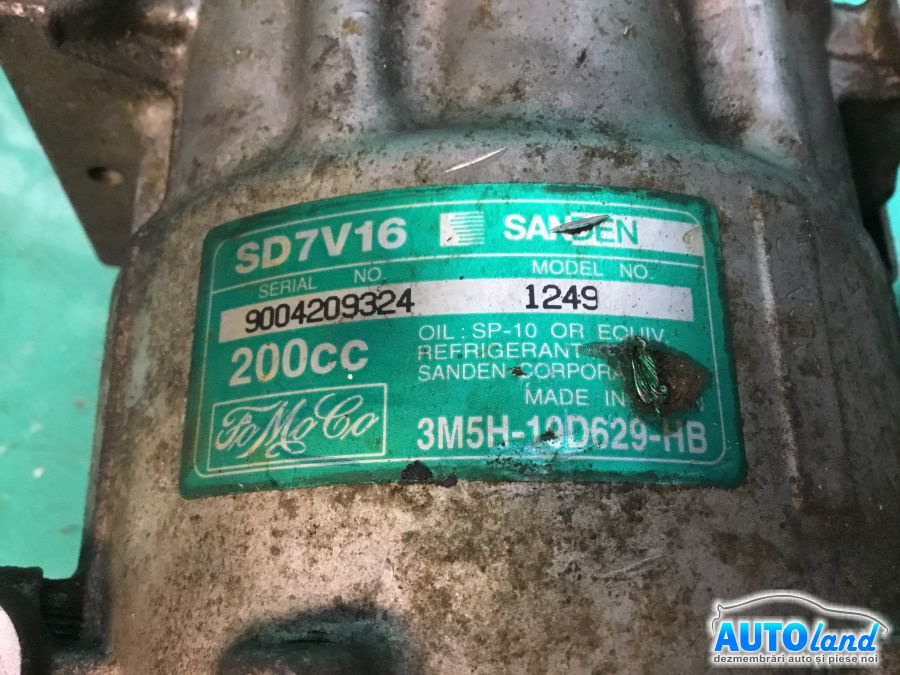 SD7V16 SANDEN
SERIAL NO. MODEL NO.
9004209324 1249
200cc
OIL: SP-10 OR EQUIV.
REFRIGERANT
SANDEN CORPORA
MADE IN
FoMoCo
3M5H-19D629-HB
AUTOland
dezmembrări auto și piese noi